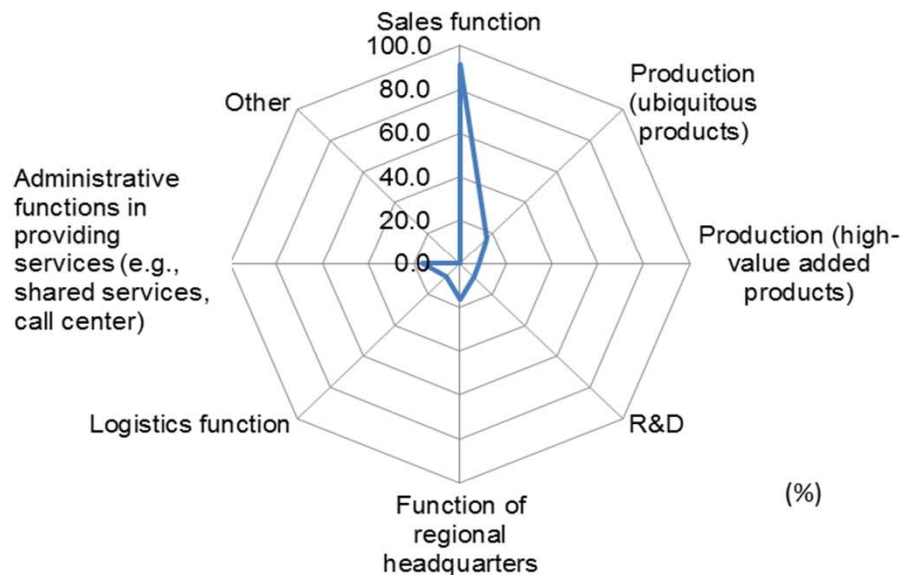 Sales function
100.0
80.0
60.0
40.0
20.0
0.0
Production
(ubiquitous
products)
Production (high-
value added
products)
R&D
Function of
regional
headquarters
Logistics function
Administrative
functions in
providing
services (e.g.,
shared services,
call center)
Other
(%)